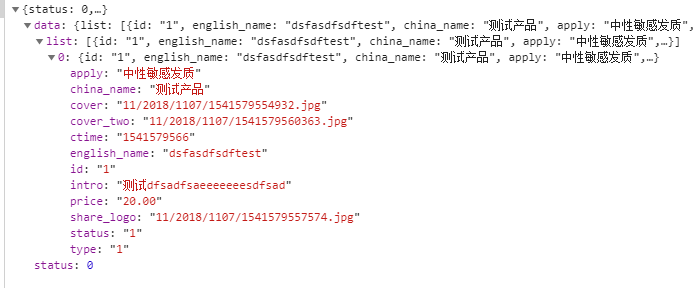 ▼{status: 0,…}
▼data: {list: [{id: "1", english_name: "dsfasdfsdftest", china_name: "测试产品", apply: "中性敏感发质",
▼list: [{id: "1", english_name: "dsfasdfsdftest", china_name: "测试产品", apply: "中性敏感发质",…}]
▼0: {id: "1", english_name: "dsfasdfsdftest", china_name: "测试产品", apply: "中性敏感发质",…}
apply: "中性敏感发质"
china_name: "测试产品"
cover: "11/2018/1107/1541579554932.jpg"
cover_two: "11/2018/1107/1541579560363.jpg"
ctime: "1541579566"
english_name: "dsfasdfsdftest"
id: "1"
intro: "测试dfsadfsaeeeeeeesdfsad"
price: "20.00"
share_logo: "11/2018/1107/1541579557574.jpg"
status: "1"
type: "1"
status: 0